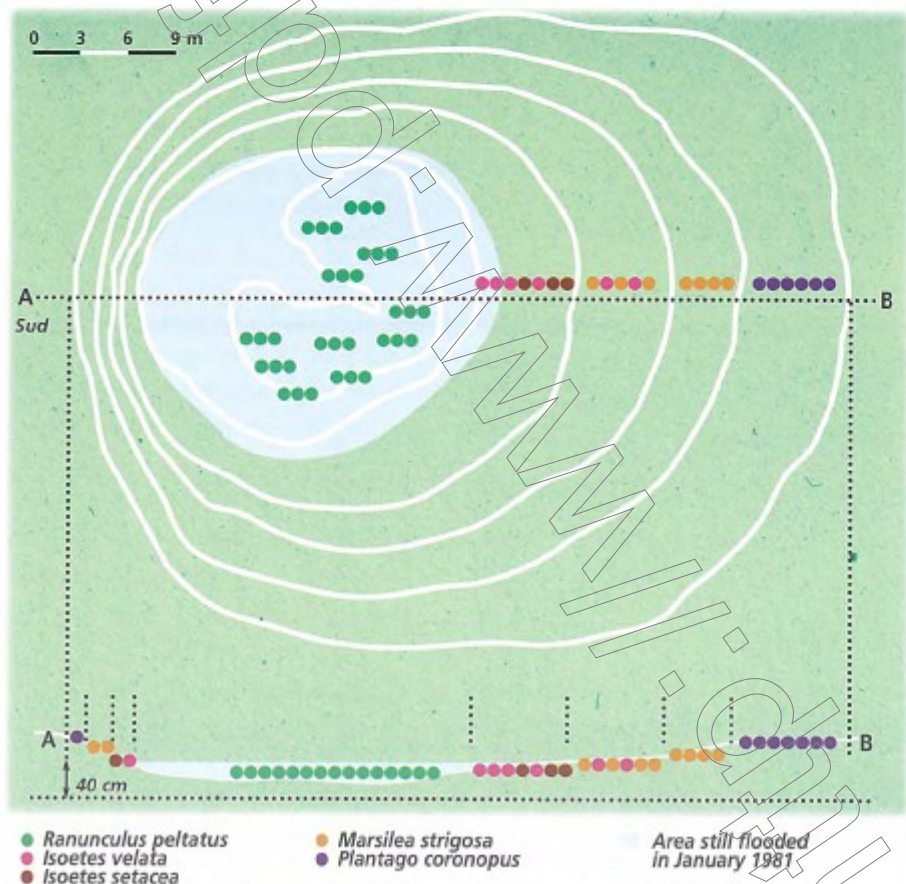 0 3 6 9 m
A B
Sud
A B
40 cm
Ranunculus peltatus
Isoetes velata
Isoetes setacea
Marsilea strigosa
Plantago coronopus
Area still flooded
in January 1981